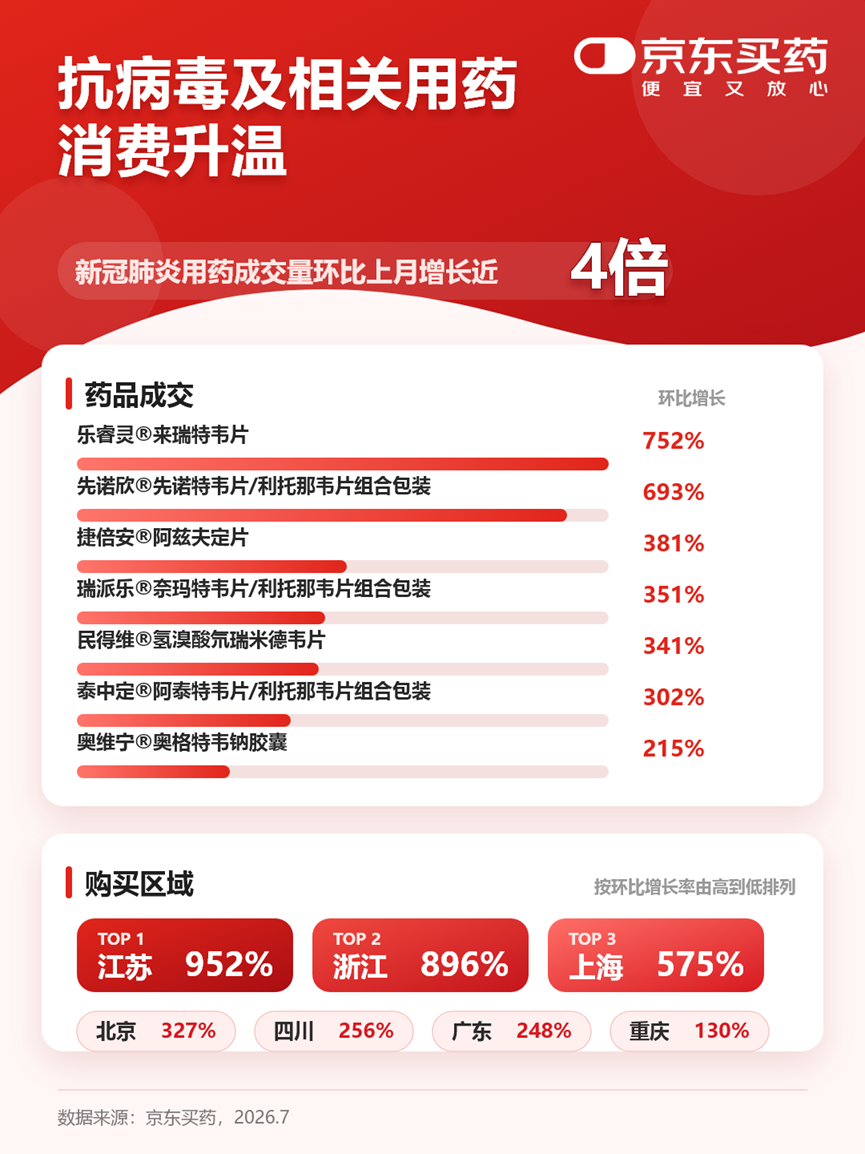 抗病毒及相关用药
消费升温
京东买药
便宜又放心
新冠肺炎用药成交量环比上月增长近 4倍
药品成交 环比增长
乐睿灵®来瑞特韦片 752%
先诺欣®先诺特韦片/利托那韦片组合包装 693%
捷倍安®阿兹夫定片 381%
瑞派乐®奈玛特韦片/利托那韦片组合包装 351%
民得维®氢溴酸氘瑞米德韦片 341%
泰中定®阿泰特韦片/利托那韦片组合包装 302%
奥维宁®奥格特韦钠胶囊 215%
购买区域 按环比增长率由高到低排列
TOP 1
江苏 952%
TOP 2
浙江 896%
TOP 3
上海 575%
北京 327%
四川 256%
广东 248%
重庆 130%
数据来源：京东买药，2026.7